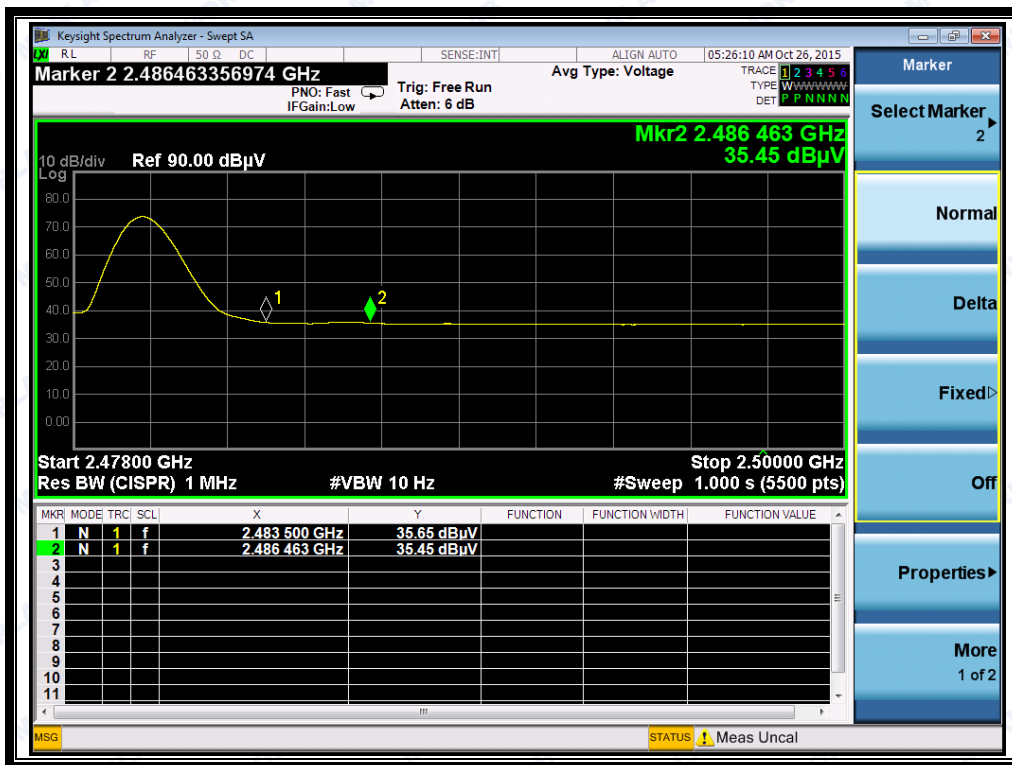 Keysight Spectrum Analyzer - Swept SA
LXI RL RF 50 Ω DC SENSE:INT ALIGN AUTO 05:26:10 AM Oct 26, 2015
Marker 2 2.486463356974 GHz
PNO: Fast
IFGain:Low
Trig: Free Run
Atten: 6 dB
Avg Type: Voltage
TRACE 1 2 3 4 5 6
TYPE WWWWWW
DET P P N N N N
Mkr2 2.486 463 GHz
35.45 dBµV
10 dB/div Ref 90.00 dBµV
Log
80.0
70.0
60.0
50.0
40.0
30.0
20.0
10.0
0.00
1
2
Start 2.47800 GHz Stop 2.50000 GHz
Res BW (CISPR) 1 MHz #VBW 10 Hz #Sweep 1.000 s (5500 pts)
MKR MODE TRC SCL X Y FUNCTION FUNCTION WIDTH FUNCTION VALUE
1 N 1 f 2.483 500 GHz 35.65 dBµV
2 N 1 f 2.486 463 GHz 35.45 dBµV
3
4
5
6
7
8
9
10
11
MSG STATUS Meas Uncal
Marker
Select Marker
2
Normal
Delta
Fixed
Off
Properties
More
1 of 2